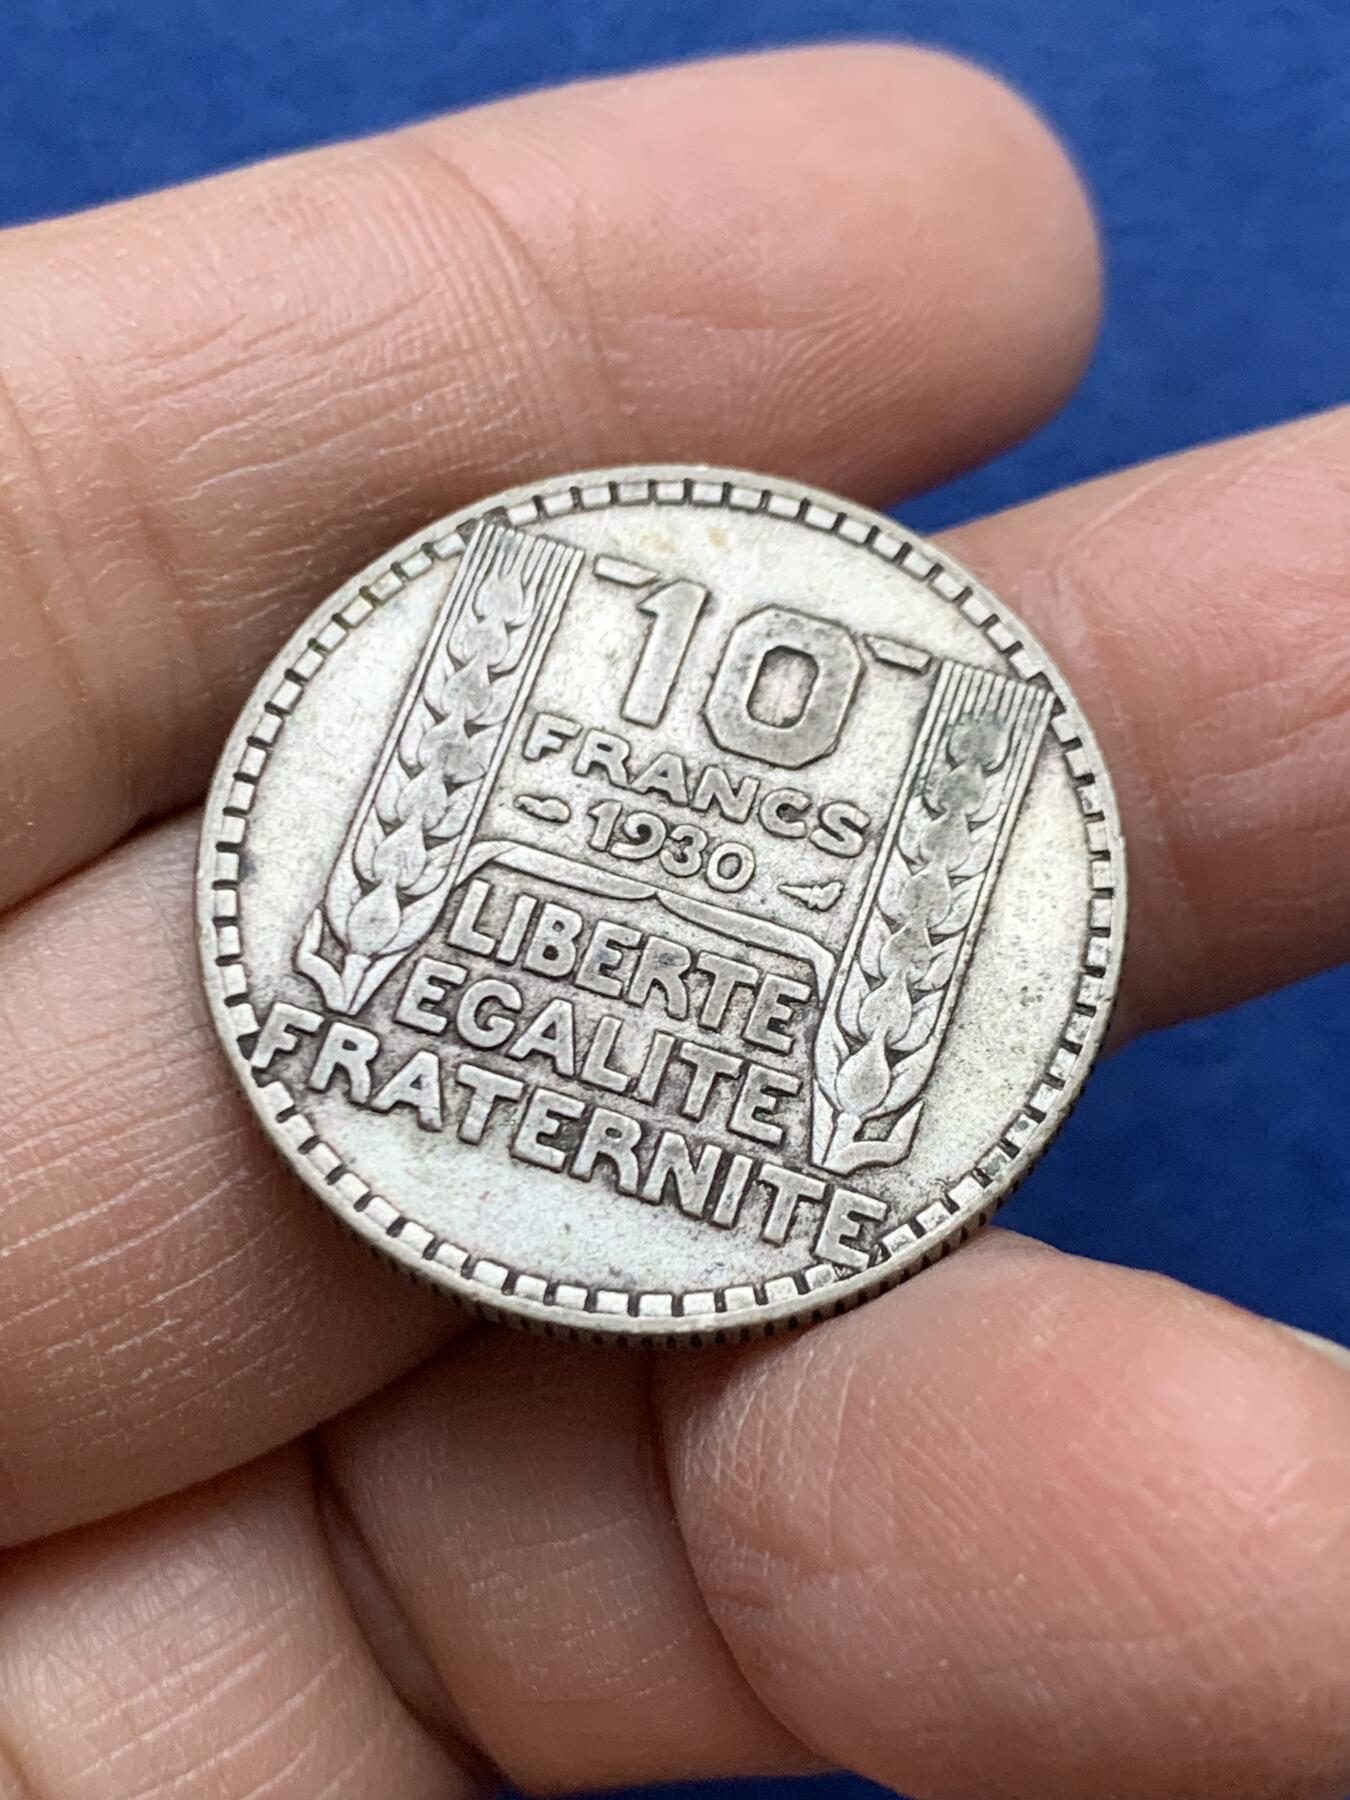 10
FRANCS
1930
LIBERTE
EGALITE
FRATERNITE